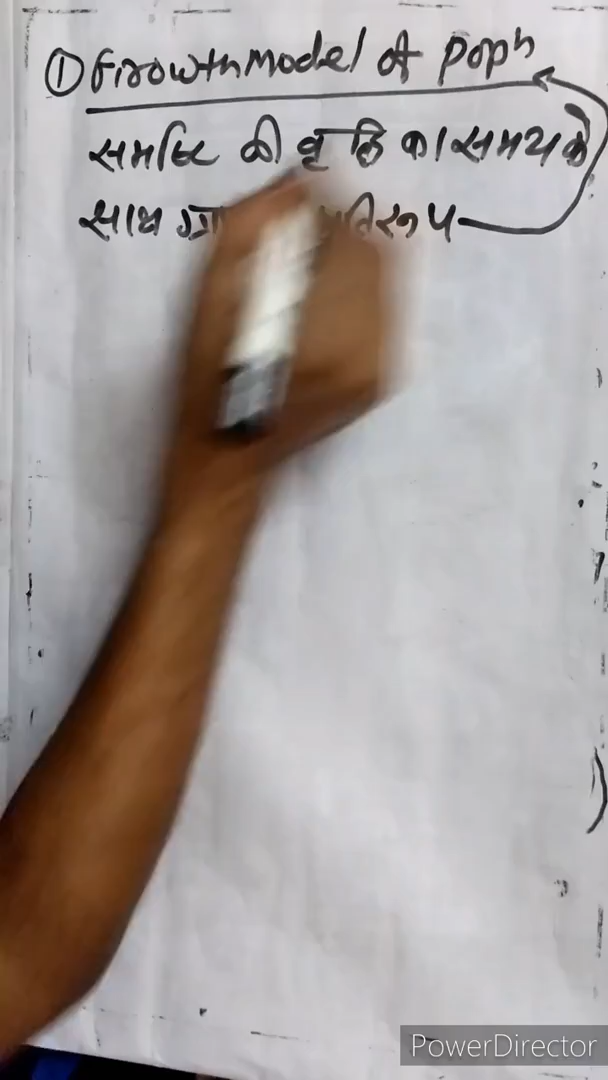 ① Growth Model of Popⁿ
समष्टि की वृद्धि का समय के
साथ
PowerDirector